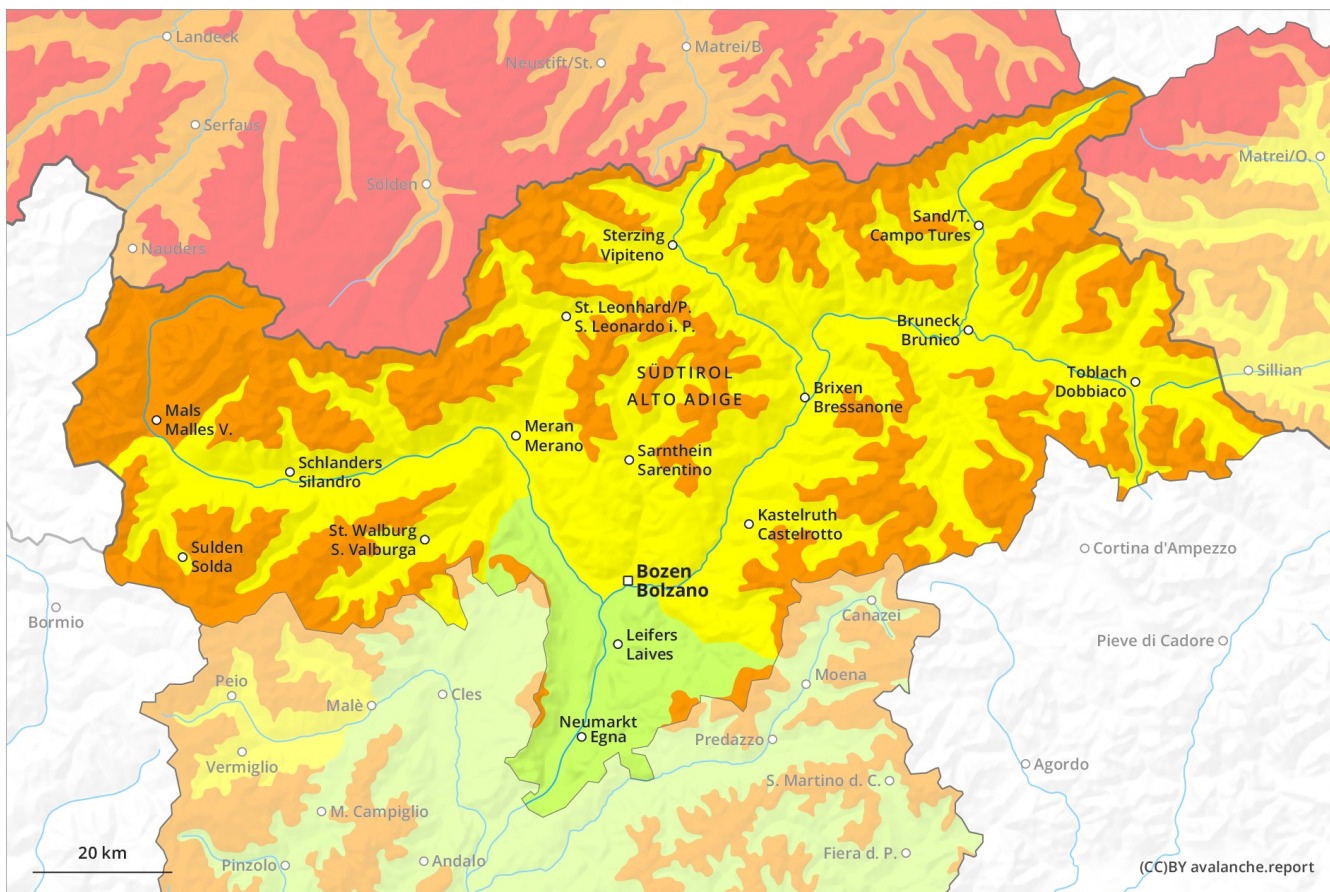 Landeck
Matrei/B
Neustift/St.
Serfaus
Matrei/O.
Sölden
Sand/T.
Campo Tures
Sterzing
Vipiteno
Nauders
St. Leonhard/P.
S. Leonardo i. P.
Bruneck
Brunico
SÜDTIROL
ALTO ADIGE
Toblach
Dobbiaco
Sillian
Brixen
Bressanone
Mals
Malles V.
Meran
Merano
Sarnthein
Sarentino
Schlanders
Silandro
Kastelruth
Castelrotto
St. Walburg
S. Valburga
Sulden
Solda
Cortina d'Ampezzo
Bozen
Bolzano
Bormio
Canazei
Leifers
Laives
Pieve di Cadore
Moena
Peio
Cles
Malè
Neumarkt
Egna
Predazzo
Vermiglio
Agordo
S. Martino d. C.
M. Campiglio
20 km
Andalo
Fiera d. P.
Pinzolo
(CC)BY avalanche.report